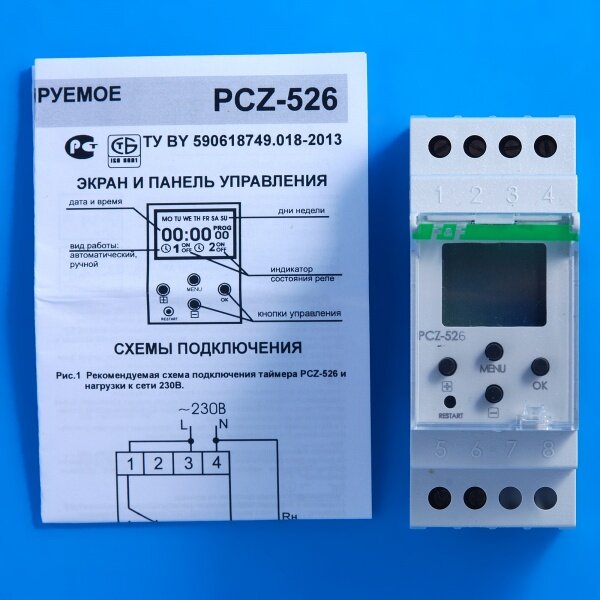 РУЕМОЕ PCZ-526
РСТ СТБ ISO 9001 ТУ BY 590618749.018-2013
ЭКРАН И ПАНЕЛЬ УПРАВЛЕНИЯ
дата и время
дни недели
MO TU WE TH FR SA SU
00:00 00 PROG
1 ON OFF 2 ON OFF
вид работы:
автоматический,
ручной
индикатор
состояния реле
MENU
OK
RESTART
кнопки управления
СХЕМЫ ПОДКЛЮЧЕНИЯ
Рис.1 Рекомендуемая схема подключения таймера PCZ-526 и
нагрузки к сети 230В.
~230В
L N
1 2 3 4
Rн
1 2 3 4
F&F
PCZ-526
MENU
OK
RESTART
5 6 7 8